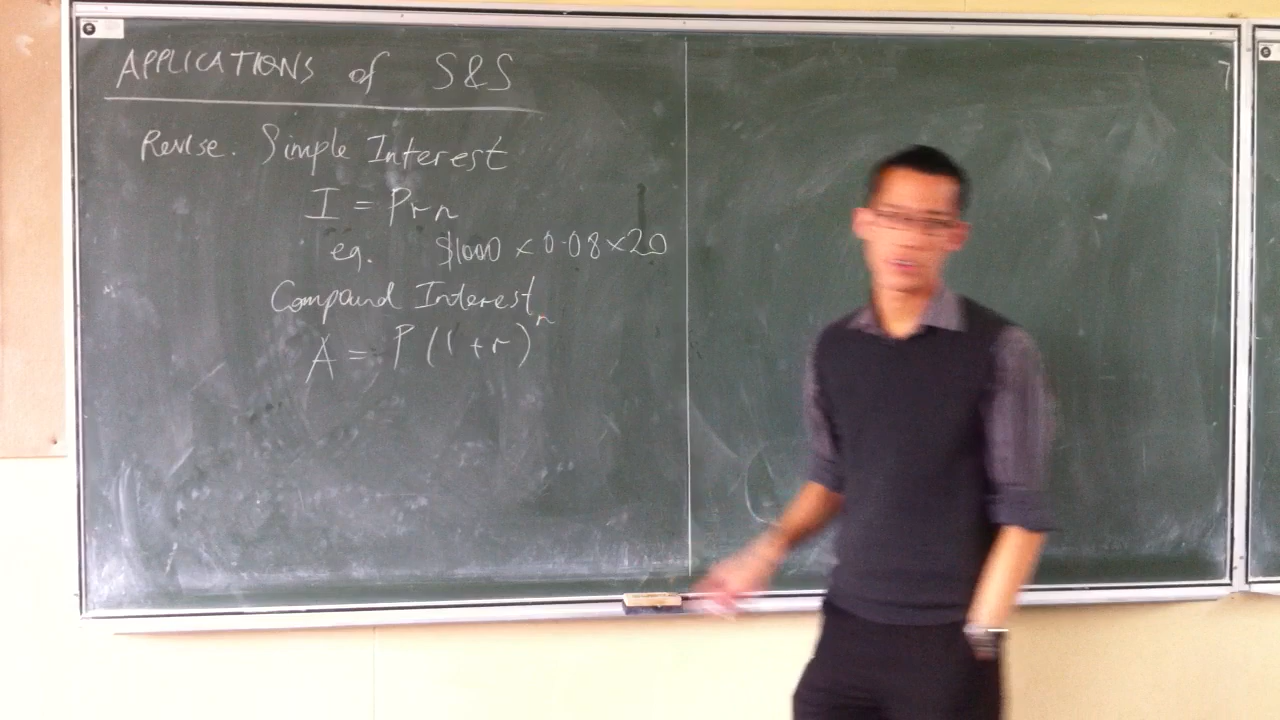 APPLICATIONS of S&S
Revise. Simple Interest
I = Prn
eg. $1000 × 0.08 × 20
Compound Interest
A = P(1+r)ⁿ